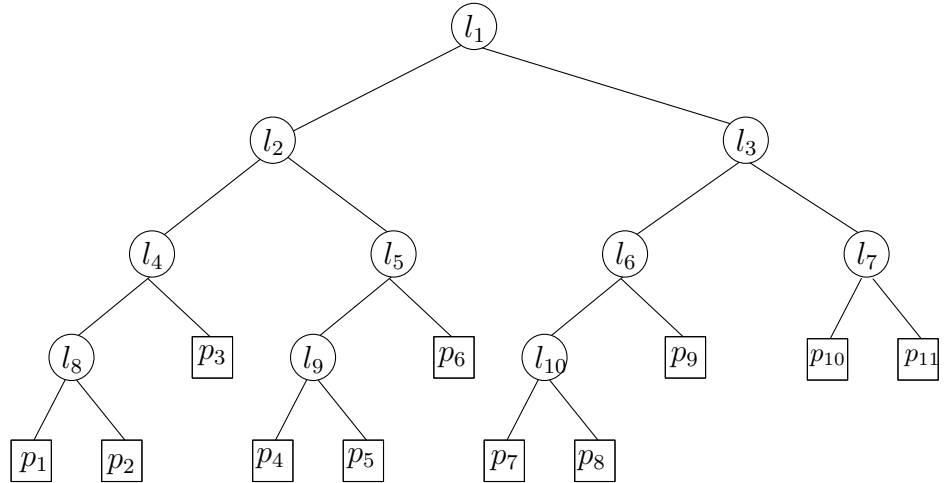 l₁
l₂ l₃
l₄ l₅ l₆ l₇
l₈ p₃ l₉ p₆ l₁₀ p₉ p₁₀ p₁₁
p₁ p₂ p₄ p₅ p₇ p₈